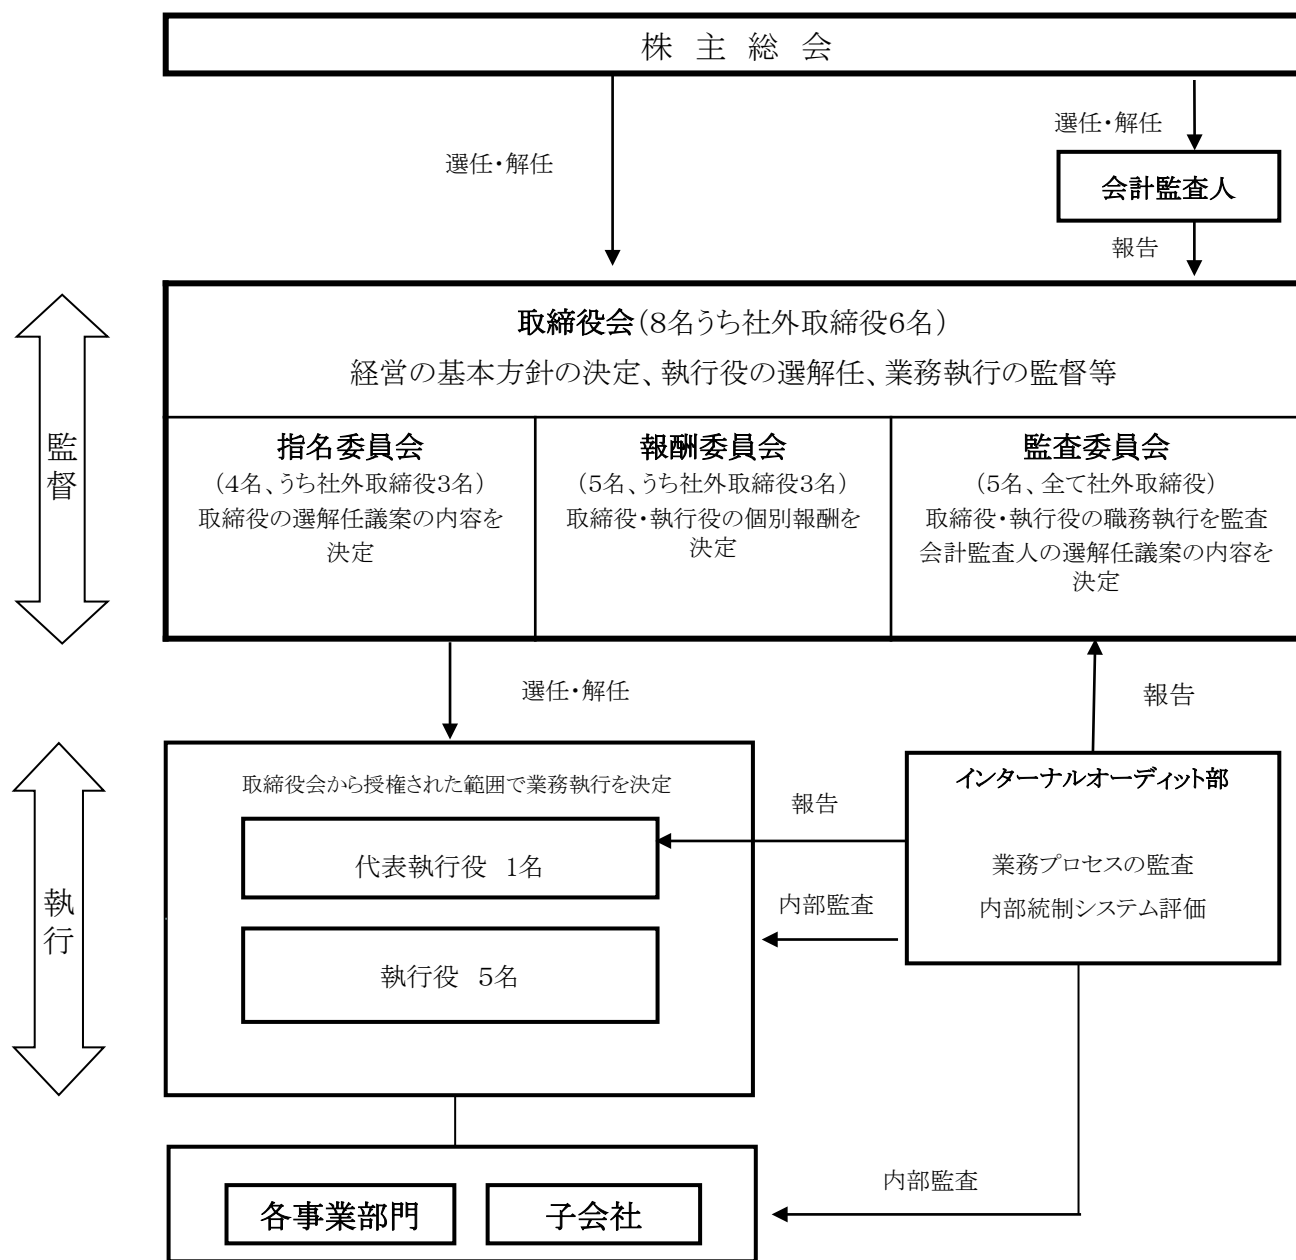 株 主 総 会
選任・解任
選任・解任
会計監査人
報告
取締役会(8名うち社外取締役6名)
経営の基本方針の決定、執行役の選解任、業務執行の監督等
監督
指名委員会
(4名、うち社外取締役3名)
取締役の選解任議案の内容を
決定
報酬委員会
(5名、うち社外取締役3名)
取締役・執行役の個別報酬を
決定
監査委員会
(5名、全て社外取締役)
取締役・執行役の職務執行を監査
会計監査人の選解任議案の内容を
決定
選任・解任
報告
執行
取締役会から授権された範囲で業務執行を決定
代表執行役 1名
執行役 5名
報告
内部監査
インターナルオーディット部
業務プロセスの監査
内部統制システム評価
内部監査
各事業部門
子会社